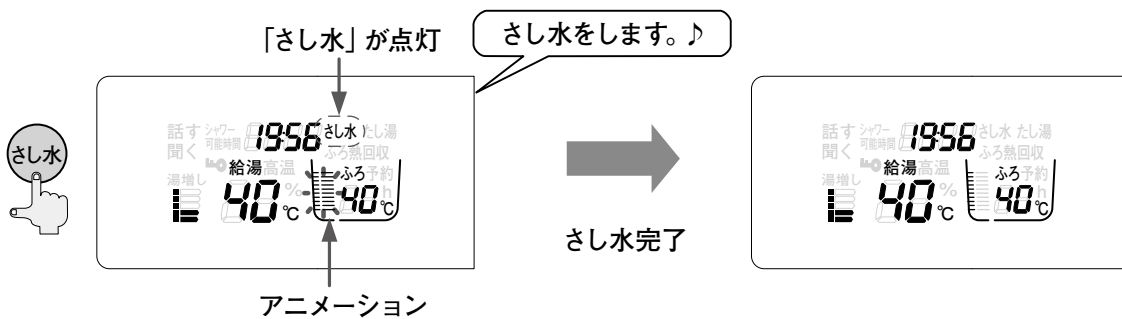 「さし水」が点灯
さし水をします。♪
さし水
話す シャワー可能時間 19:56 さし水 たし湯
聞く ふろ熱回収
給湯 高温 ふろ 予約
湯増し 40 % ℃ 40 h ℃
アニメーション
さし水完了
話す シャワー可能時間 19:56 さし水 たし湯
聞く ふろ熱回収
給湯 高温 ふろ 予約
湯増し 40 % ℃ 40 h ℃